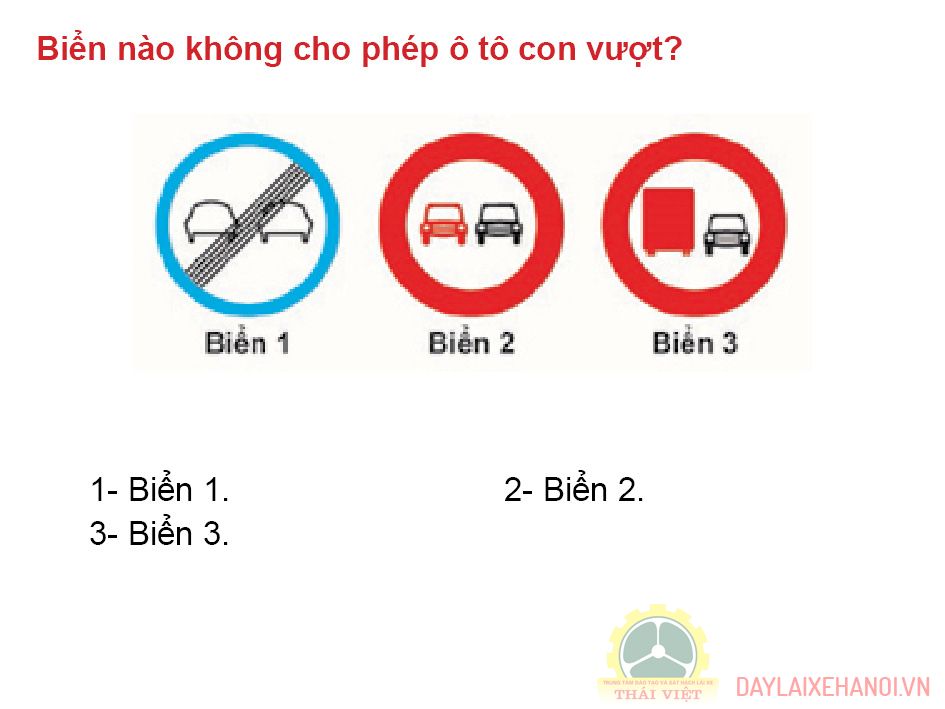 Biển nào không cho phép ô tô con vượt?
Biển 1 Biển 2 Biển 3
1- Biển 1. 2- Biển 2.
3- Biển 3.
TRUNG TÂM ĐÀO TẠO VÀ SÁT HẠCH LÁI XE
THÁI VIỆT
DAYLAIXEHANOI.VN